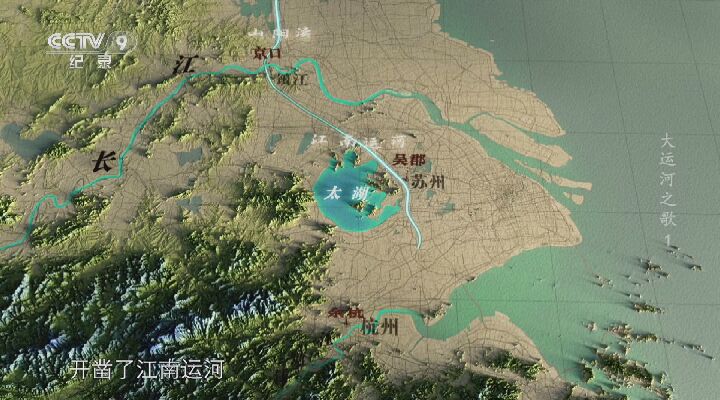 CCTV 9
纪录
山阳渎
京口
镇江
长江
江南运河
吴郡
苏州
太湖
大运河之歌 1
余杭
杭州
开凿了江南运河